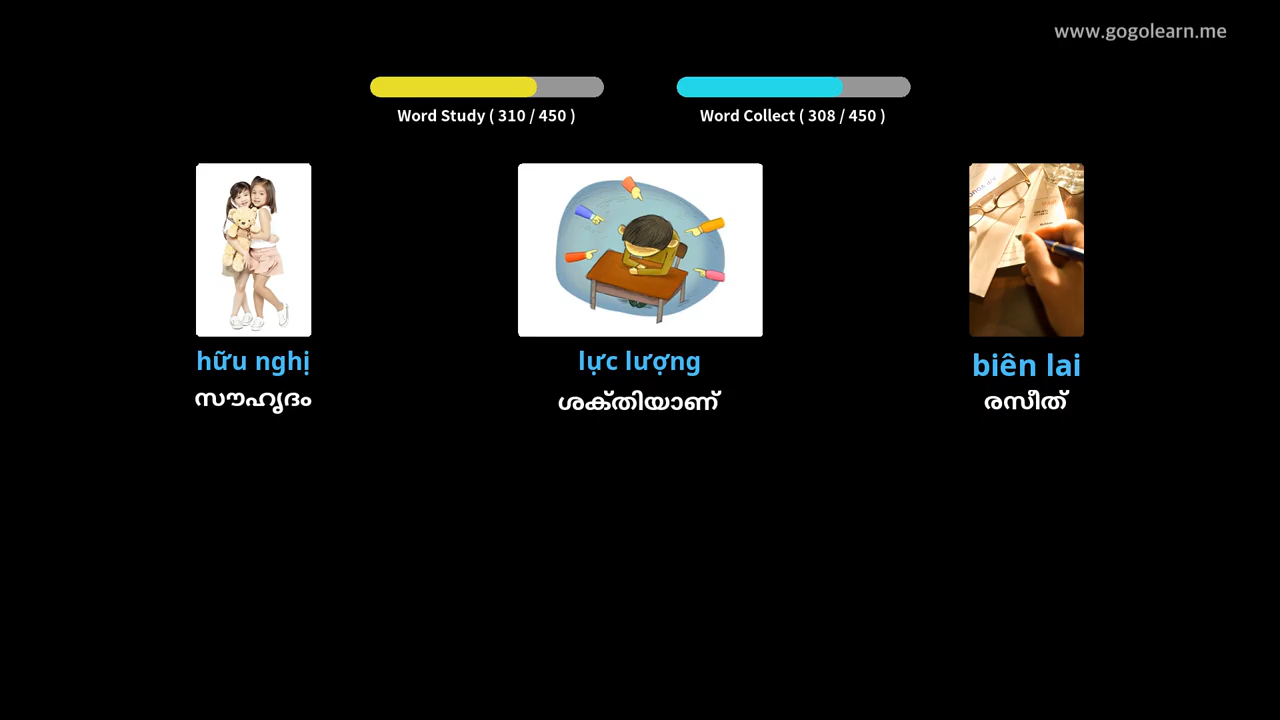 www.gogolearn.me
Word Study ( 310 / 450 )
Word Collect ( 308 / 450 )
hữu nghị
സൗഹൃദം
lực lượng
ശക്തിയാണ്
biên lai
രസീത്